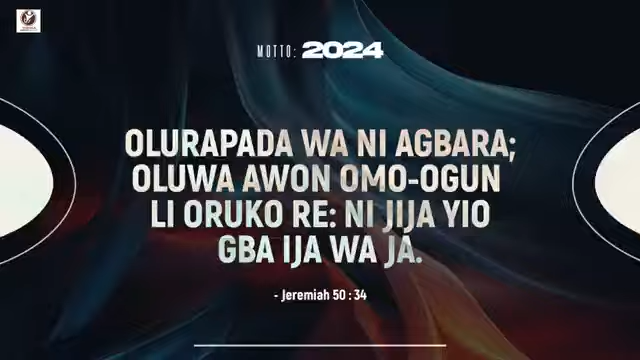 MOTTO: 2024
OLURAPADA WA NI AGBARA;
OLUWA AWON OMO-OGUN
LI ORUKO RE: NI JIJA YIO
GBA IJA WA JA.
- Jeremiah 50 : 34